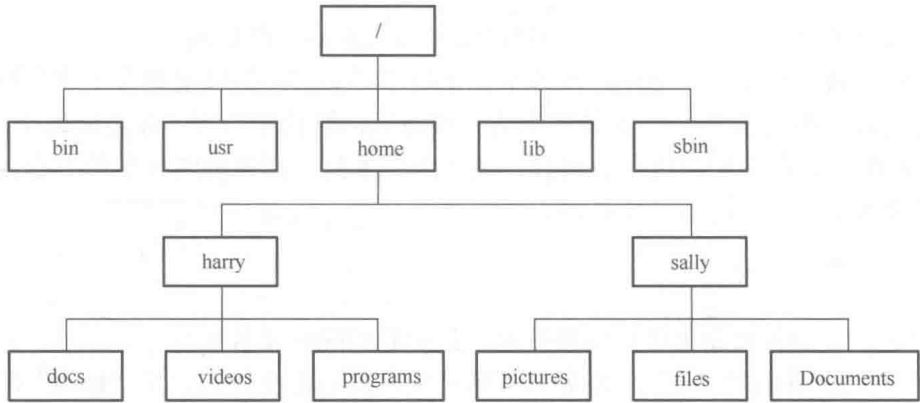 /
bin usr home lib sbin
harry sally
docs videos programs pictures files Documents